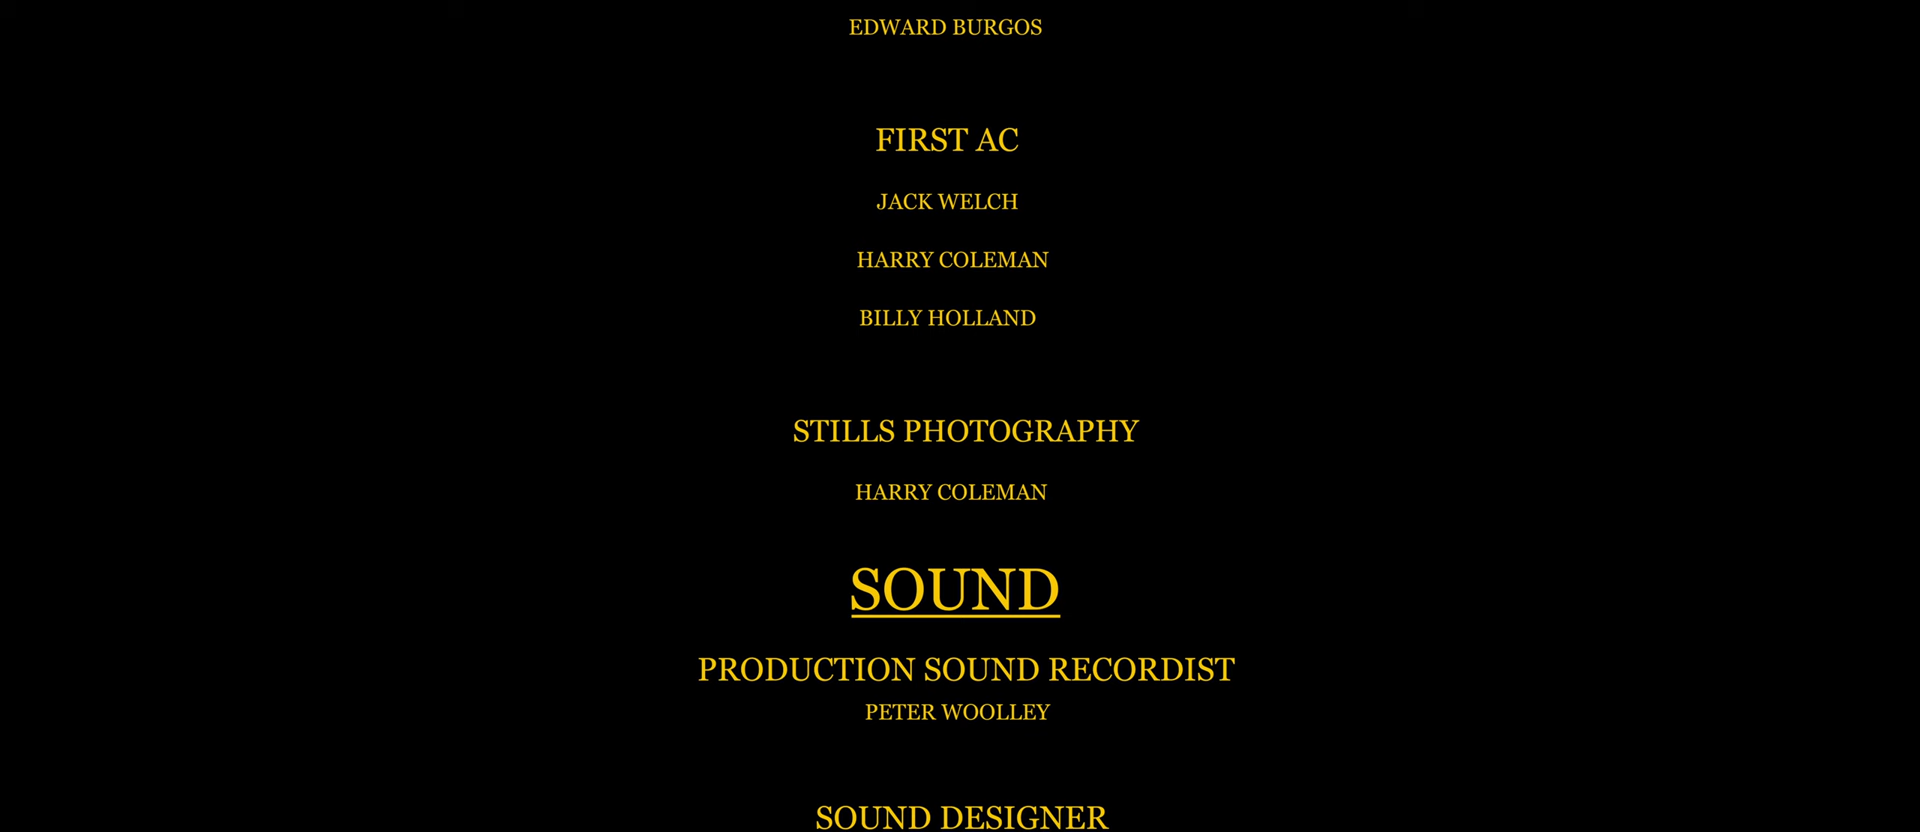 EDWARD BURGOS
FIRST AC
JACK WELCH
HARRY COLEMAN
BILLY HOLLAND
STILLS PHOTOGRAPHY
HARRY COLEMAN
SOUND
PRODUCTION SOUND RECORDIST
PETER WOOLLEY
SOUND DESIGNER